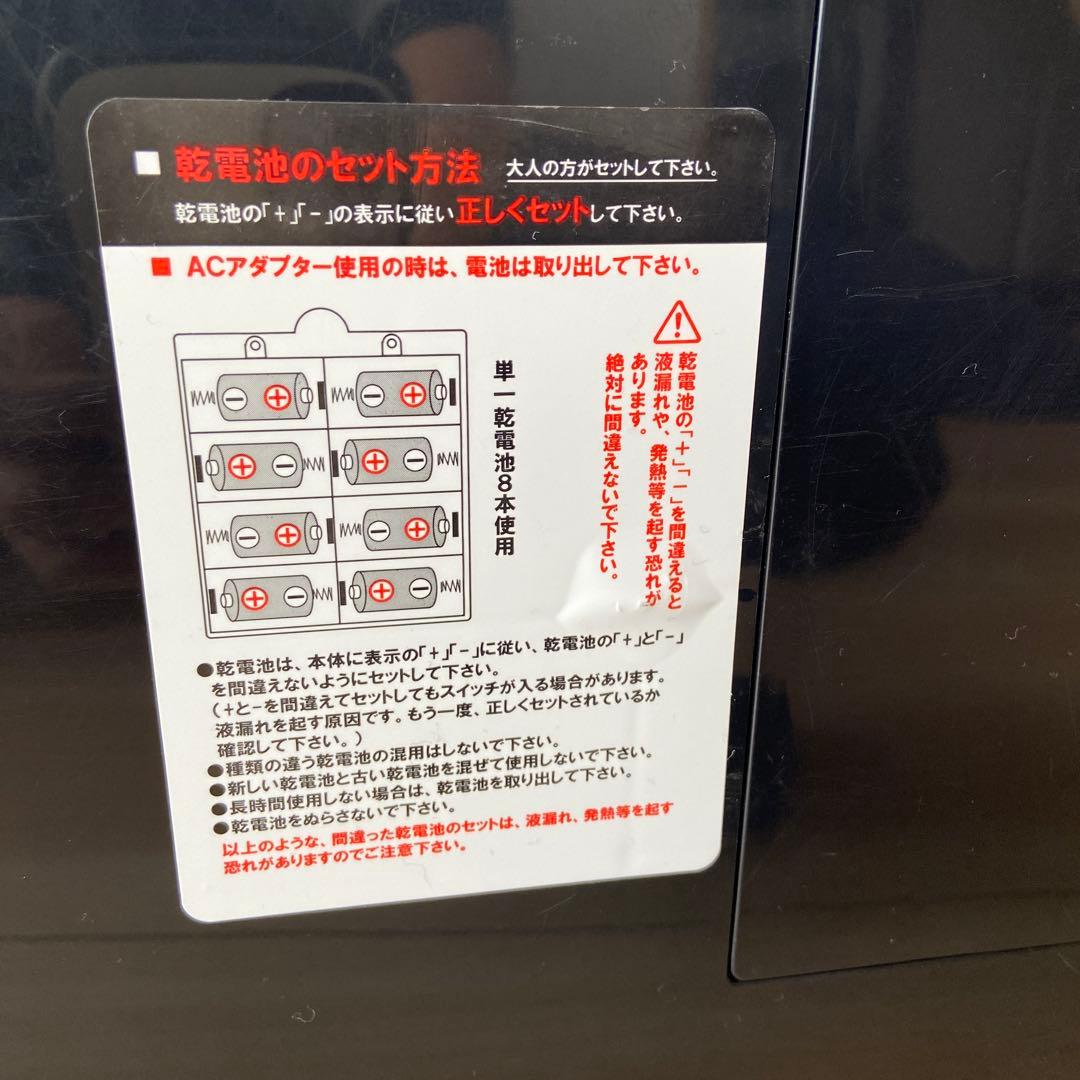 ■ 乾電池のセット方法 大人の方がセットして下さい。
乾電池の「+」「-」の表示に従い正しくセットして下さい。
■ ACアダプター使用の時は、電池は取り出して下さい。
単一乾電池8本使用
乾電池の「+」「-」を間違えると
液漏れや、発熱等を起す恐れが
あります。
絶対に間違えないで下さい。
- + - +
+ - + -
- + - +
+ - + -
●乾電池は、本体に表示の「+」「-」に従い、乾電池の「+」と「-」
を間違えないようにセットして下さい。
(+と-を間違えてセットしてもスイッチが入る場合があります。
液漏れを起す原因です。もう一度、正しくセットされているか
確認して下さい。)
●種類の違う乾電池の混用はしないで下さい。
●新しい乾電池と古い乾電池を混ぜて使用しないで下さい。
●長時間使用しない場合は、乾電池を取り出して下さい。
●乾電池をぬらさないで下さい。
以上のような、間違った乾電池のセットは、液漏れ、発熱等を起す
恐れがありますのでご注意下さい。